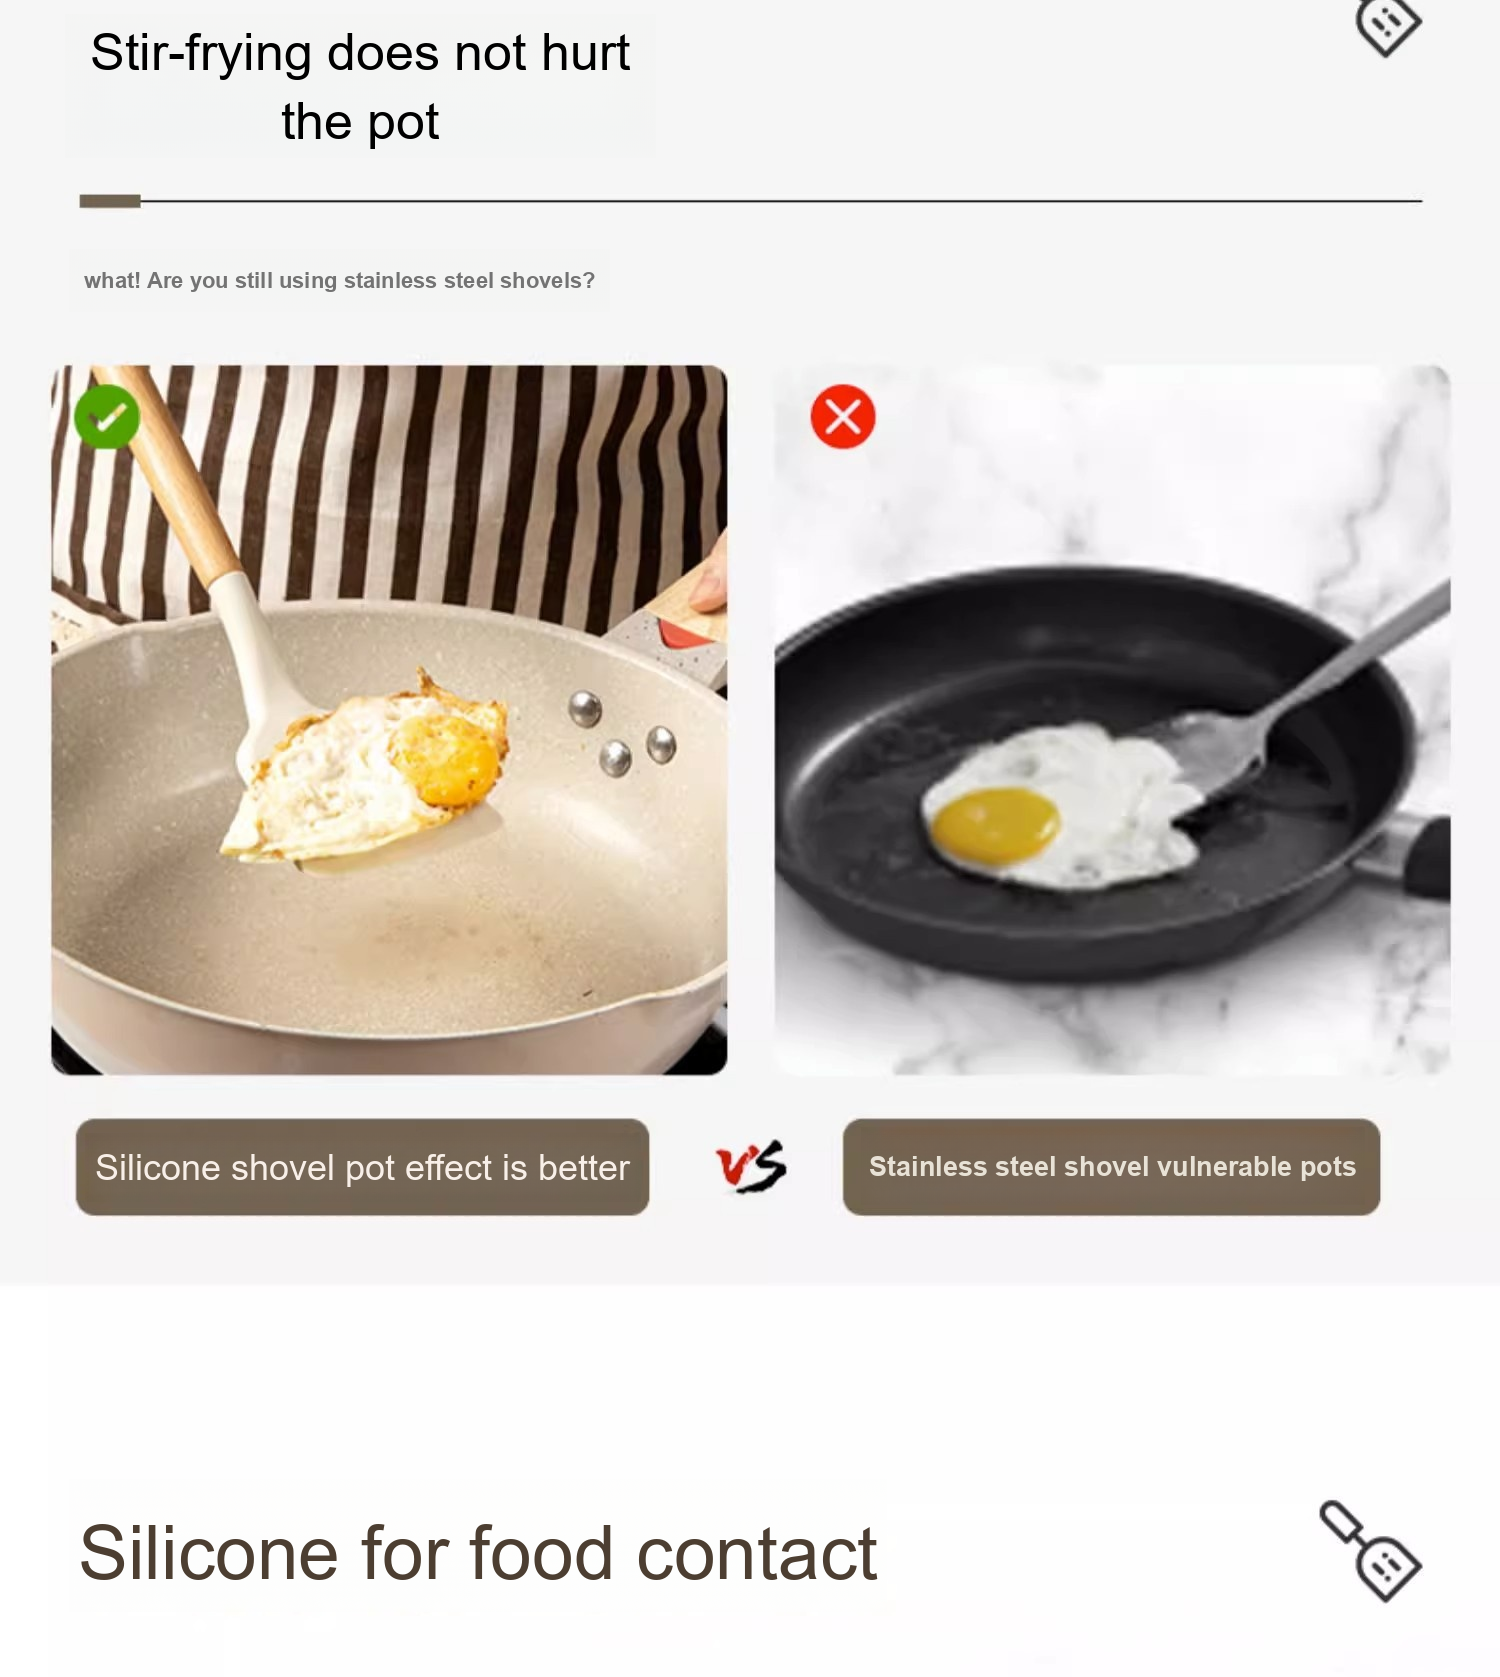 Stir-frying does not hurt
the pot
what! Are you still using stainless steel shovels?
Silicone shovel pot effect is better
VS
Stainless steel shovel vulnerable pots
Silicone for food contact